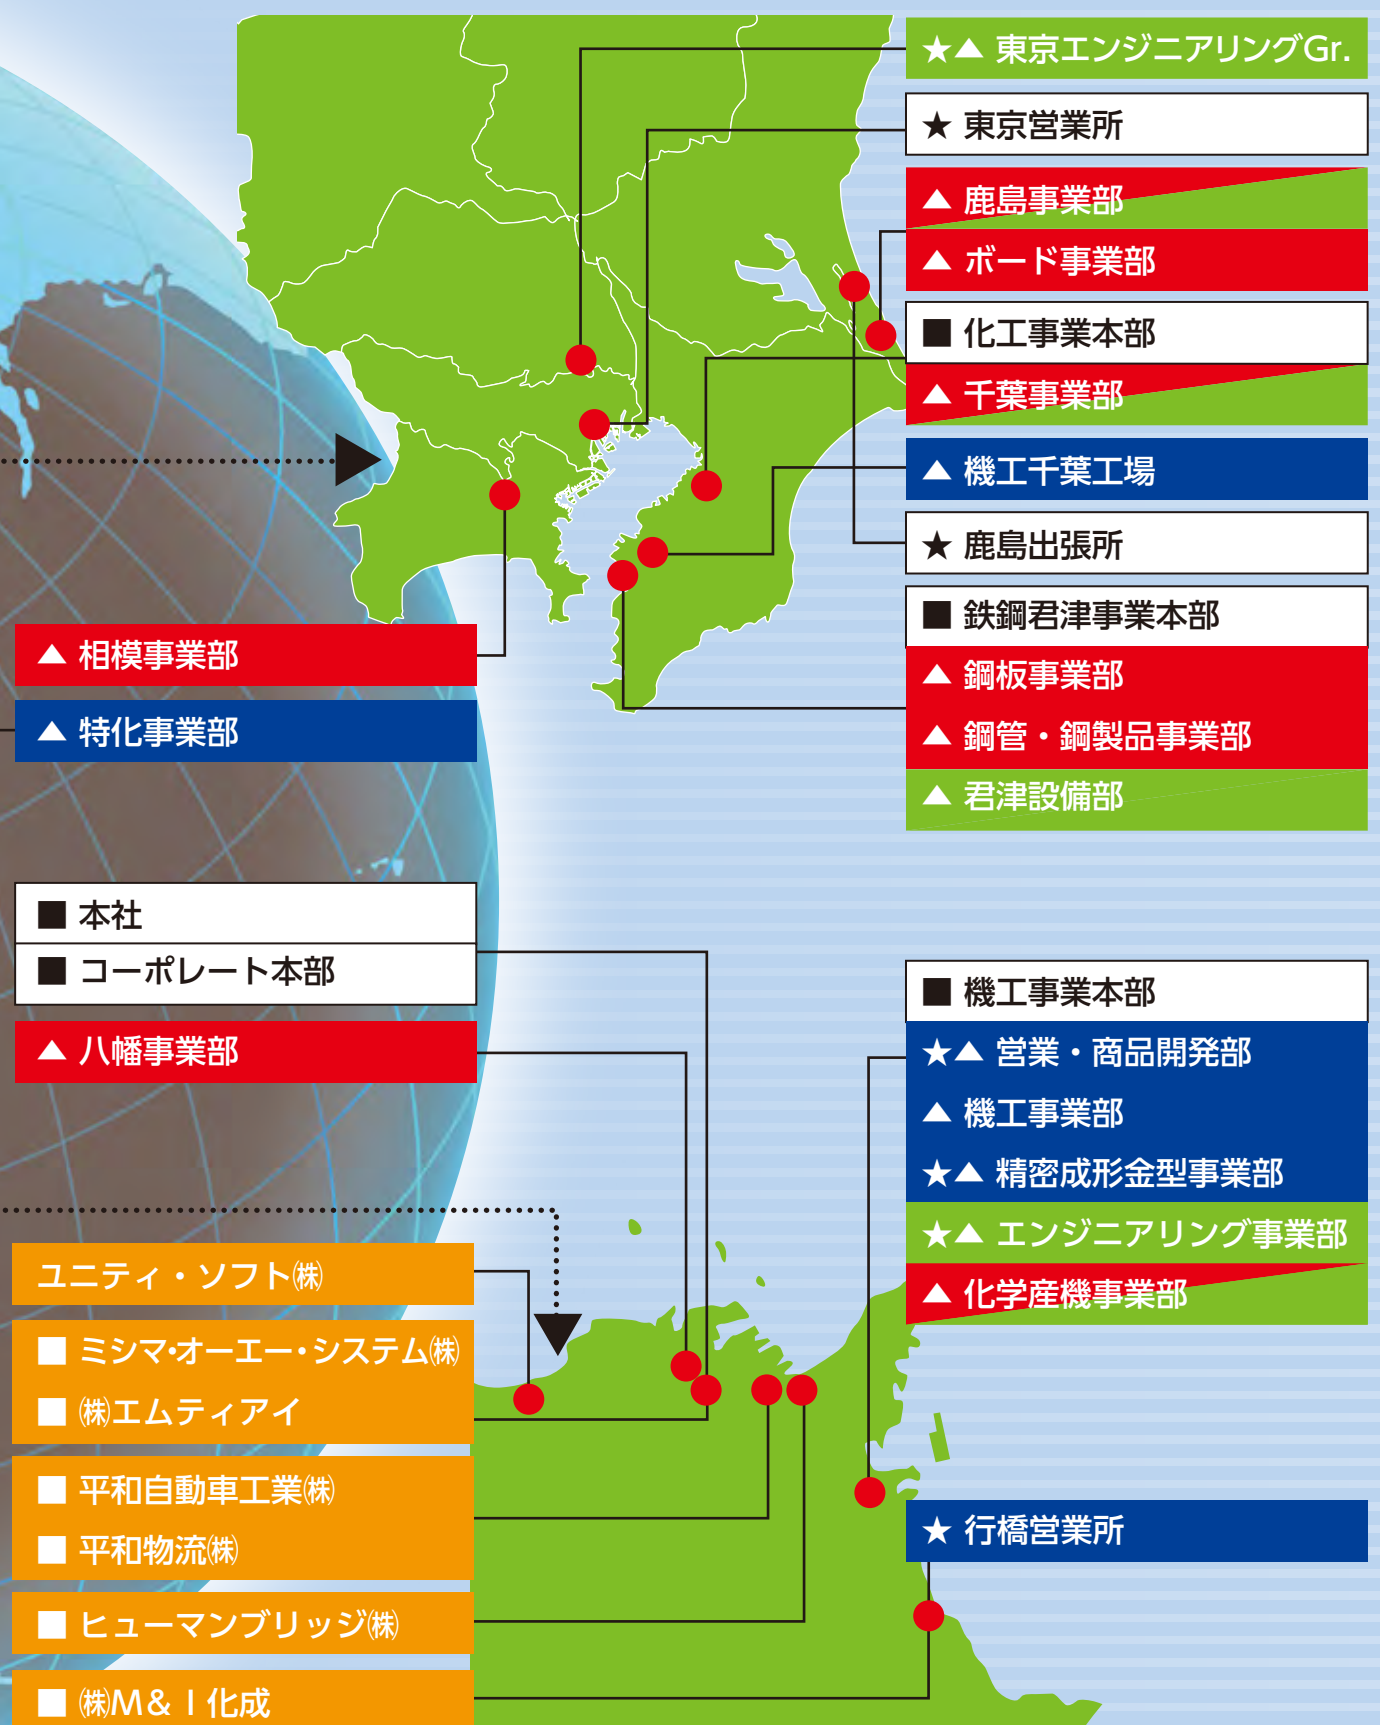 ★▲ 東京エンジニアリングGr.
★ 東京営業所
▲ 鹿島事業部
▲ ボード事業部
■ 化工事業本部
▲ 千葉事業部
▲ 機工千葉工場
★ 鹿島出張所
■ 鉄鋼君津事業本部
▲ 鋼板事業部
▲ 鋼管・鋼製品事業部
▲ 君津設備部
▲ 相模事業部
▲ 特化事業部
■ 本社
■ コーポレート本部
▲ 八幡事業部
■ 機工事業本部
★▲ 営業・商品開発部
▲ 機工事業部
★▲ 精密成形金型事業部
★▲ エンジニアリング事業部
▲ 化学産機事業部
ユニティ・ソフト㈱
■ ミシマ・オーエー・システム㈱
■ ㈱エムティアイ
■ 平和自動車工業㈱
■ 平和物流㈱
★ 行橋営業所
■ ヒューマンブリッジ㈱
■ ㈱M&I化成